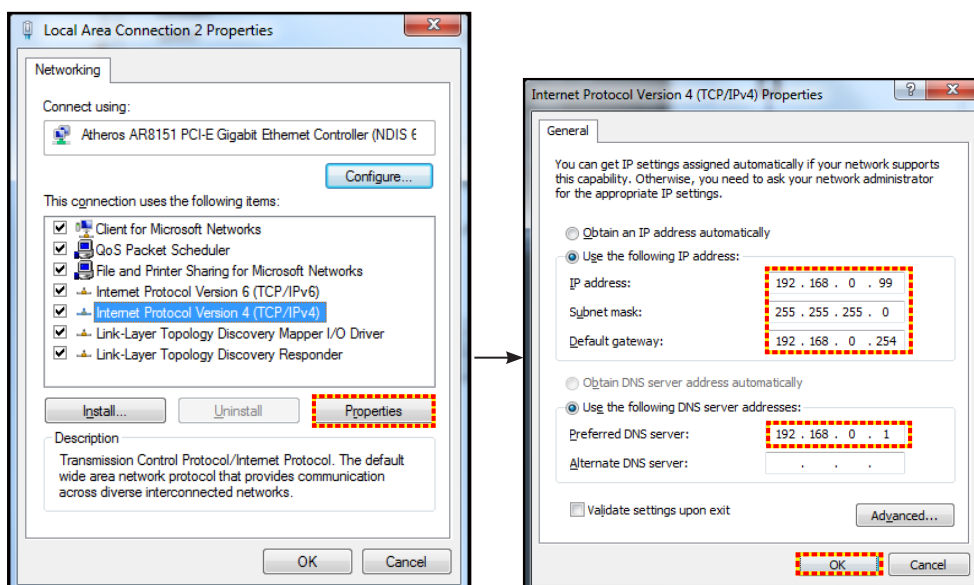 Local Area Connection 2 Properties
Networking
Connect using:
Atheros AR8151 PCI-E Gigabit Ethernet Controller (NDIS 6
Configure...
This connection uses the following items:
Client for Microsoft Networks
QoS Packet Scheduler
File and Printer Sharing for Microsoft Networks
Internet Protocol Version 6 (TCP/IPv6)
Internet Protocol Version 4 (TCP/IPv4)
Link-Layer Topology Discovery Mapper I/O Driver
Link-Layer Topology Discovery Responder
Install...
Uninstall
Properties
Description
Transmission Control Protocol/Internet Protocol. The default
wide area network protocol that provides communication
across diverse interconnected networks.
OK
Cancel
Internet Protocol Version 4 (TCP/IPv4) Properties
General
You can get IP settings assigned automatically if your network supports
this capability. Otherwise, you need to ask your network administrator
for the appropriate IP settings.
Obtain an IP address automatically
Use the following IP address:
IP address: 192 . 168 . 0 . 99
Subnet mask: 255 . 255 . 255 . 0
Default gateway: 192 . 168 . 0 . 254
Obtain DNS server address automatically
Use the following DNS server addresses:
Preferred DNS server: 192 . 168 . 0 . 1
Alternate DNS server: . . .
Validate settings upon exit
Advanced...
OK
Cancel